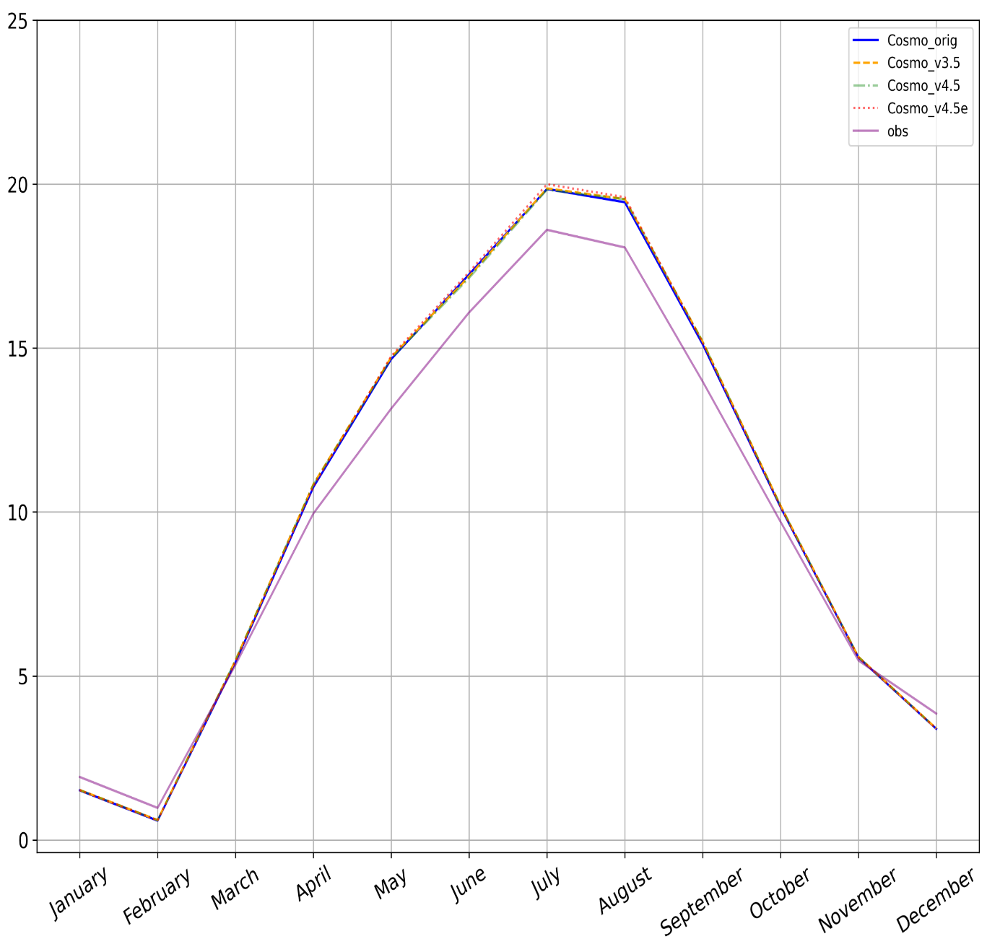 25
20
15
10
5
0
Cosmo_orig
Cosmo_v3.5
Cosmo_v4.5
Cosmo_v4.5e
obs
January
February
March
April
May
June
July
August
September
October
November
December